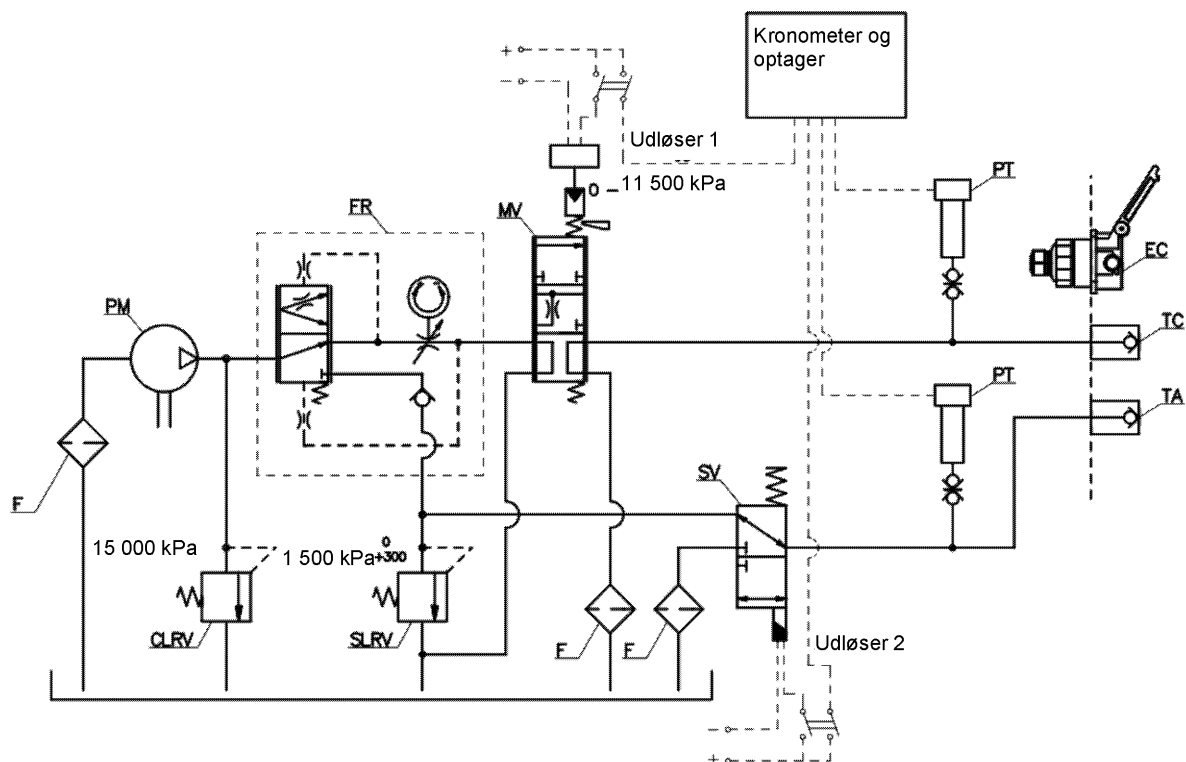 Kronometer og
optager
Udløser 1
0 – 11 500 kPa
FR
MV
PT
EC
PM
TC
PT
TA
F
SV
15 000 kPa
1 500 kPa 0
+300
CLRV
SLRV
F
F
Udløser 2